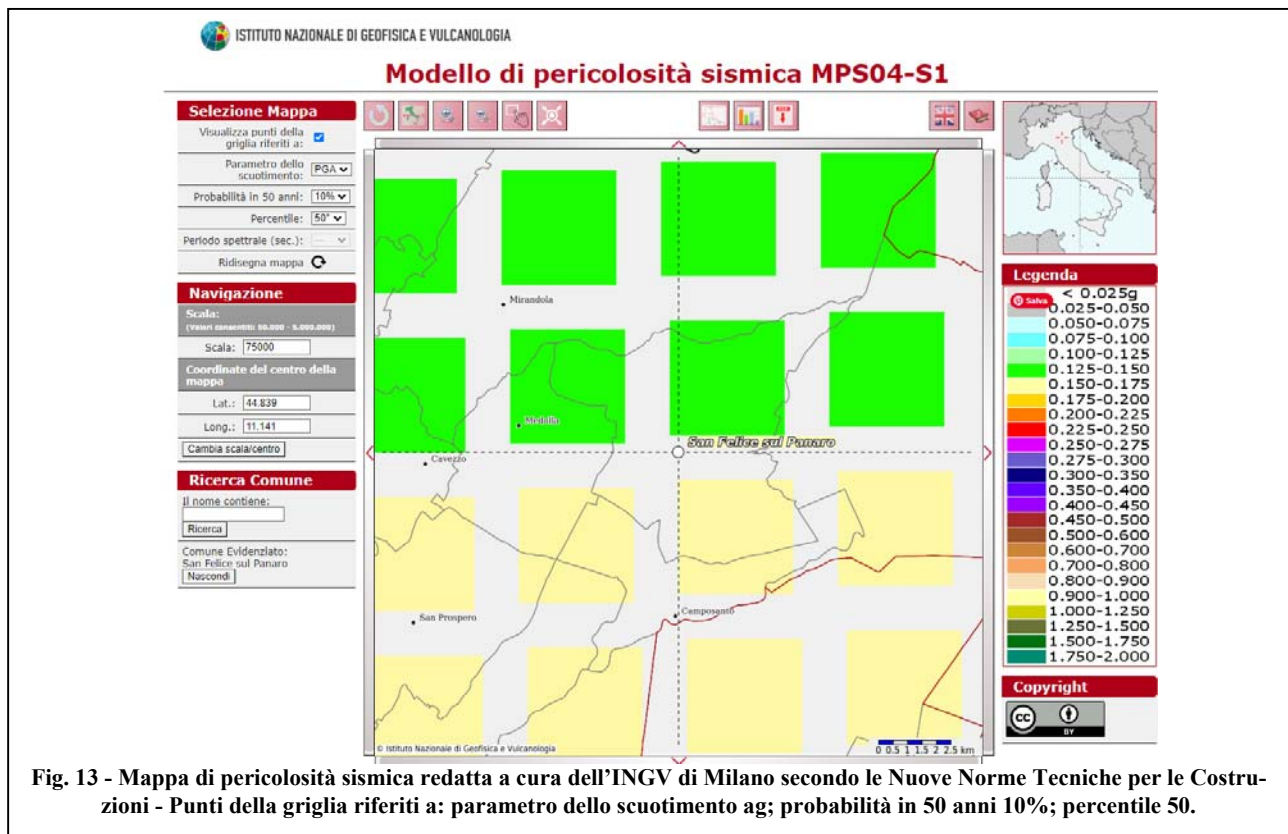 ISTITUTO NAZIONALE DI GEOFISICA E VULCANOLOGIA
Modello di pericolosità sismica MPS04-S1
Selezione Mappa
Visualizza punti della
griglia riferiti a:
Parametro dello
scuotimento: PGA
Probabilità in 50 anni: 10%
Percentile: 50°
Periodo spettrale (sec.): ---
Ridisegna mappa
Navigazione
Scala:
(Valori consentiti: 50.000 - 5.000.000)
Scala: 75000
Coordinate del centro della
mappa
Lat.: 44.839
Long.: 11.141
Cambia scala/centro
Ricerca Comune
Il nome contiene:
Ricerca
Comune Evidenziato:
San Felice sul Panaro
Nascondi
Mirandola
Medolla
San Felice sul Panaro
Cavezzo
San Prospero
Camposanto
© Istituto Nazionale di Geofisica e Vulcanologia
0 0.5 1 1.5 2 2.5 km
Legenda
Salva
< 0.025g
0.025-0.050
0.050-0.075
0.075-0.100
0.100-0.125
0.125-0.150
0.150-0.175
0.175-0.200
0.200-0.225
0.225-0.250
0.250-0.275
0.275-0.300
0.300-0.350
0.350-0.400
0.400-0.450
0.450-0.500
0.500-0.600
0.600-0.700
0.700-0.800
0.800-0.900
0.900-1.000
1.000-1.250
1.250-1.500
1.500-1.750
1.750-2.000
Copyright
cc
BY
Fig. 13 - Mappa di pericolosità sismica redatta a cura dell'INGV di Milano secondo le Nuove Norme Tecniche per le Costru-
zioni - Punti della griglia riferiti a: parametro dello scuotimento ag; probabilità in 50 anni 10%; percentile 50.